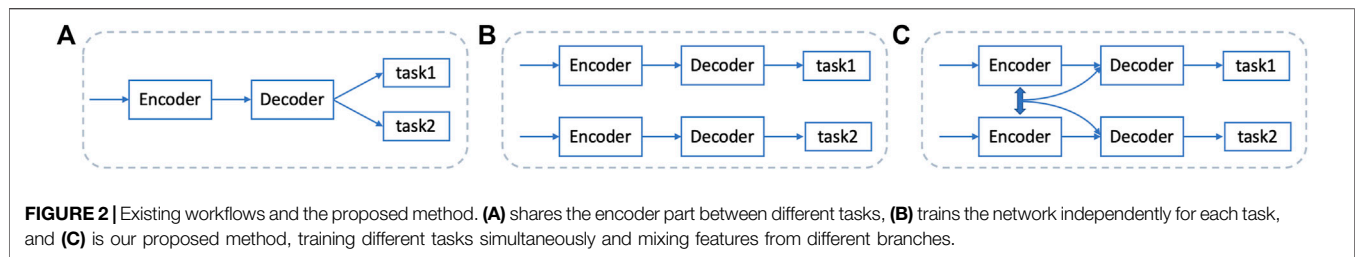 A
Encoder
Decoder
task1
task2
B
Encoder
Decoder
task1
Encoder
Decoder
task2
C
Encoder
Decoder
task1
Encoder
Decoder
task2
FIGURE 2 | Existing workflows and the proposed method. (A) shares the encoder part between different tasks, (B) trains the network independently for each task,
and (C) is our proposed method, training different tasks simultaneously and mixing features from different branches.